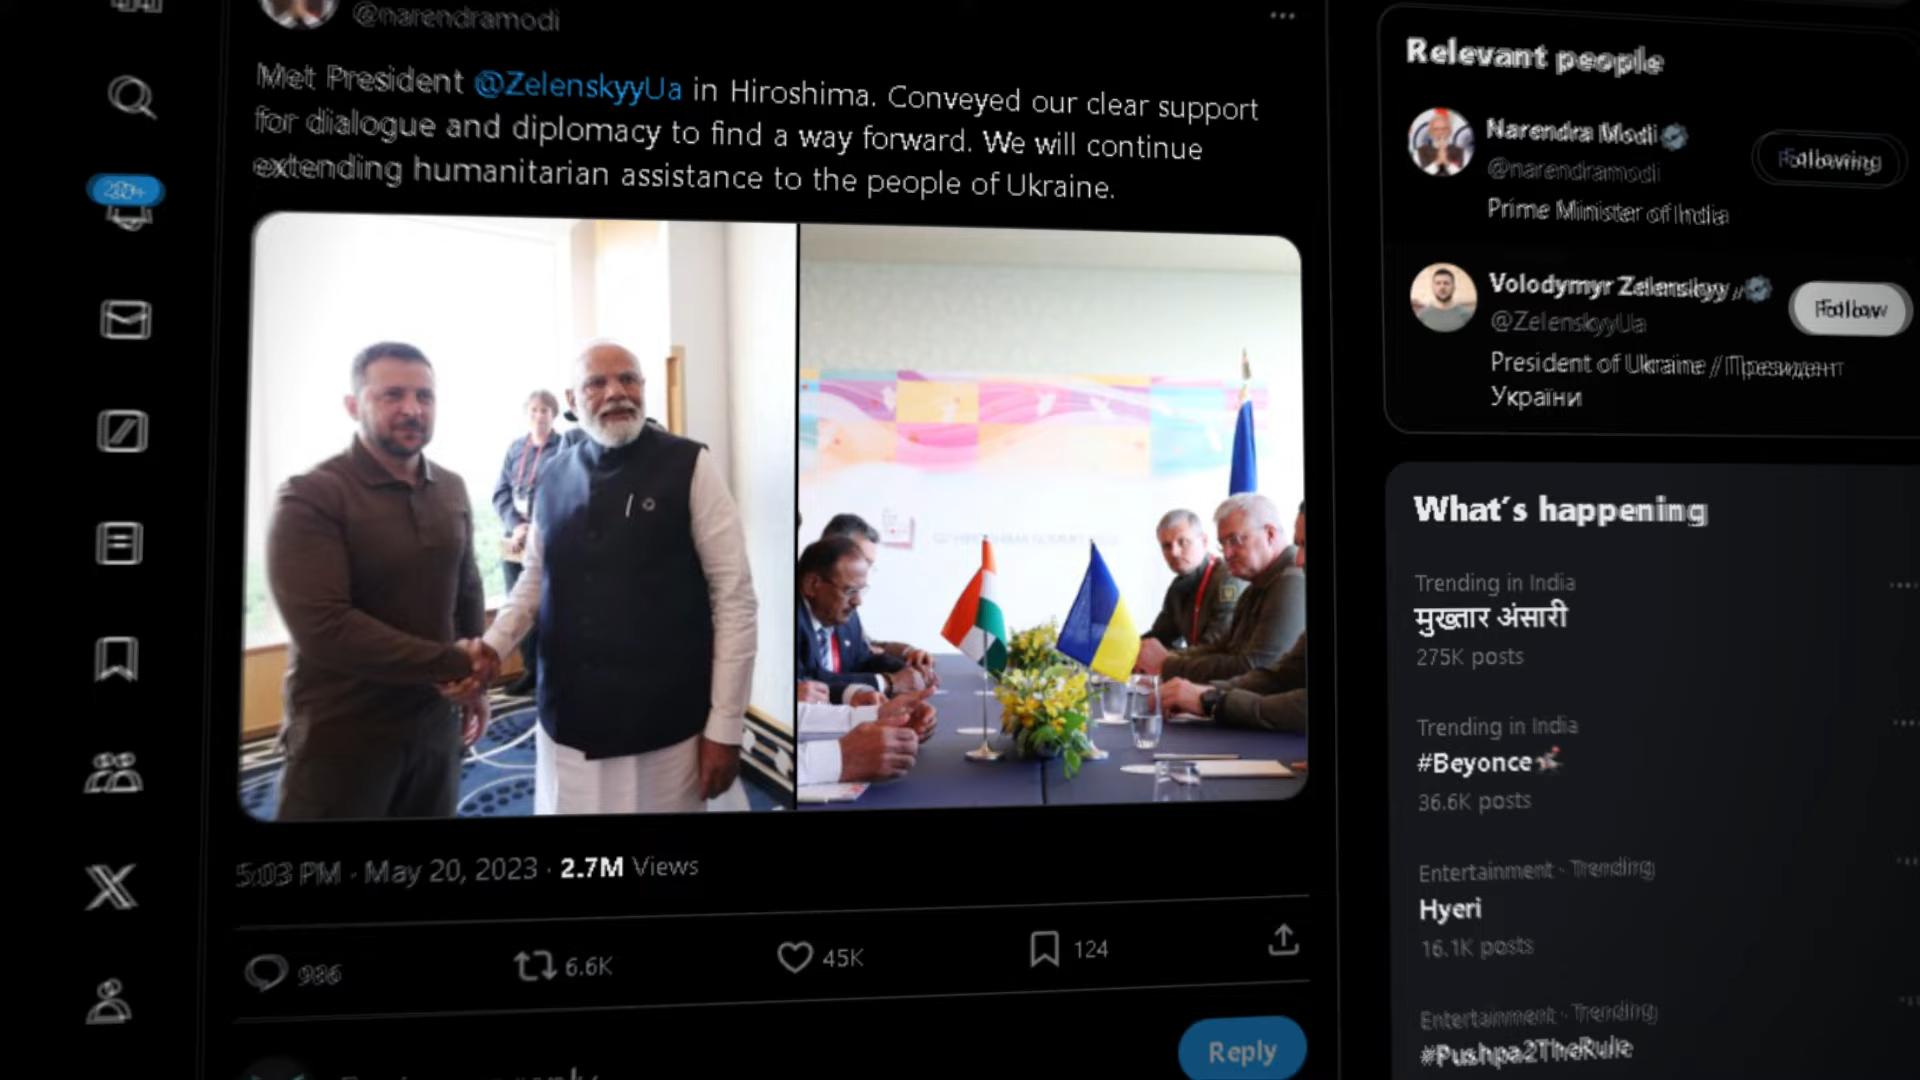 @narendramodi
Met President @ZelenskyyUa in Hiroshima. Conveyed our clear support
for dialogue and diplomacy to find a way forward. We will continue
extending humanitarian assistance to the people of Ukraine.
5:03 PM · May 20, 2023 · 2.7M Views
986 6.6K 45K 124
Reply
Relevant people
Narendra Modi
@narendramodi
Following
Prime Minister of India
Volodymyr Zelenskyy /
@ZelenskyyUa
Follow
President of Ukraine // Президент
України
What's happening
Trending in India
मुख़्तार अंसारी
275K posts
Trending in India
#Beyonce
36.6K posts
Entertainment · Trending
Hyeri
16.1K posts
Entertainment · Trending
#Pushpa2TheRule